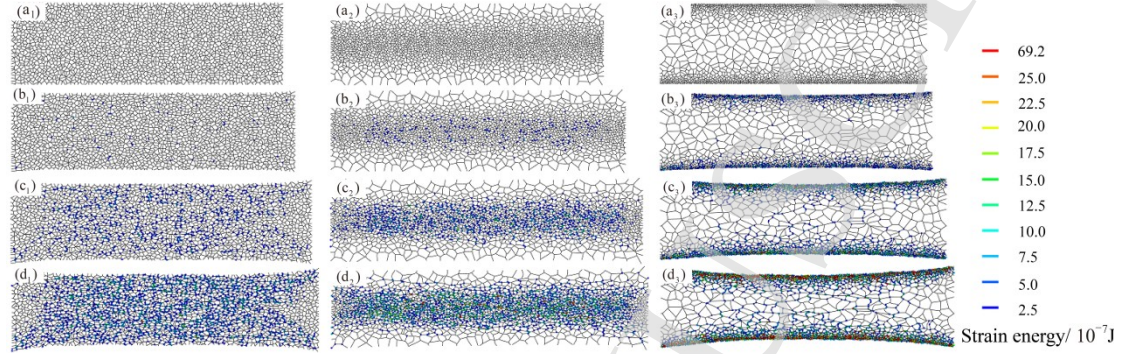 (a1) (a2) (a3)
(b1) (b2) (b3)
(c1) (c2) (c3)
(d1) (d2) (d3)
69.2
25.0
22.5
20.0
17.5
15.0
12.5
10.0
7.5
5.0
2.5
Strain energy/ 10⁻⁷J